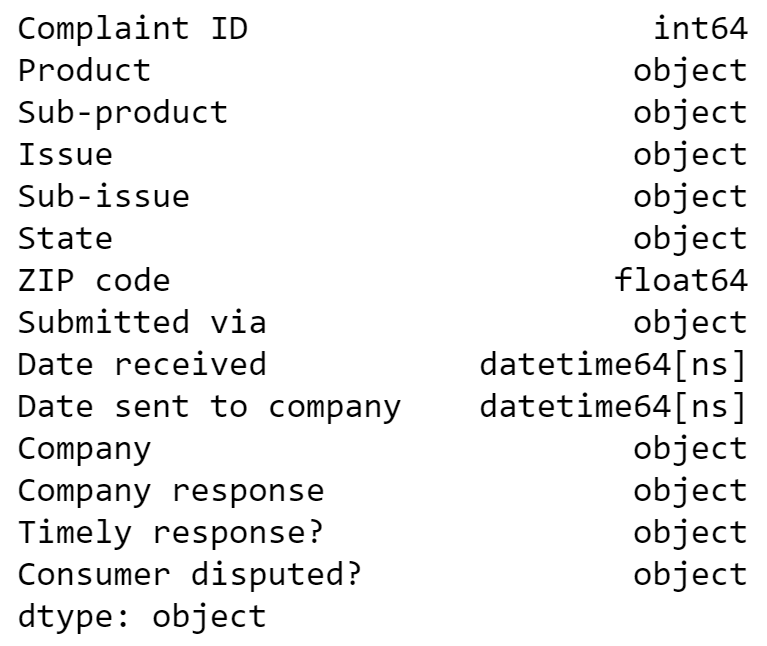 Complaint ID int64
Product object
Sub-product object
Issue object
Sub-issue object
State object
ZIP code float64
Submitted via object
Date received datetime64[ns]
Date sent to company datetime64[ns]
Company object
Company response object
Timely response? object
Consumer disputed? object
dtype: object